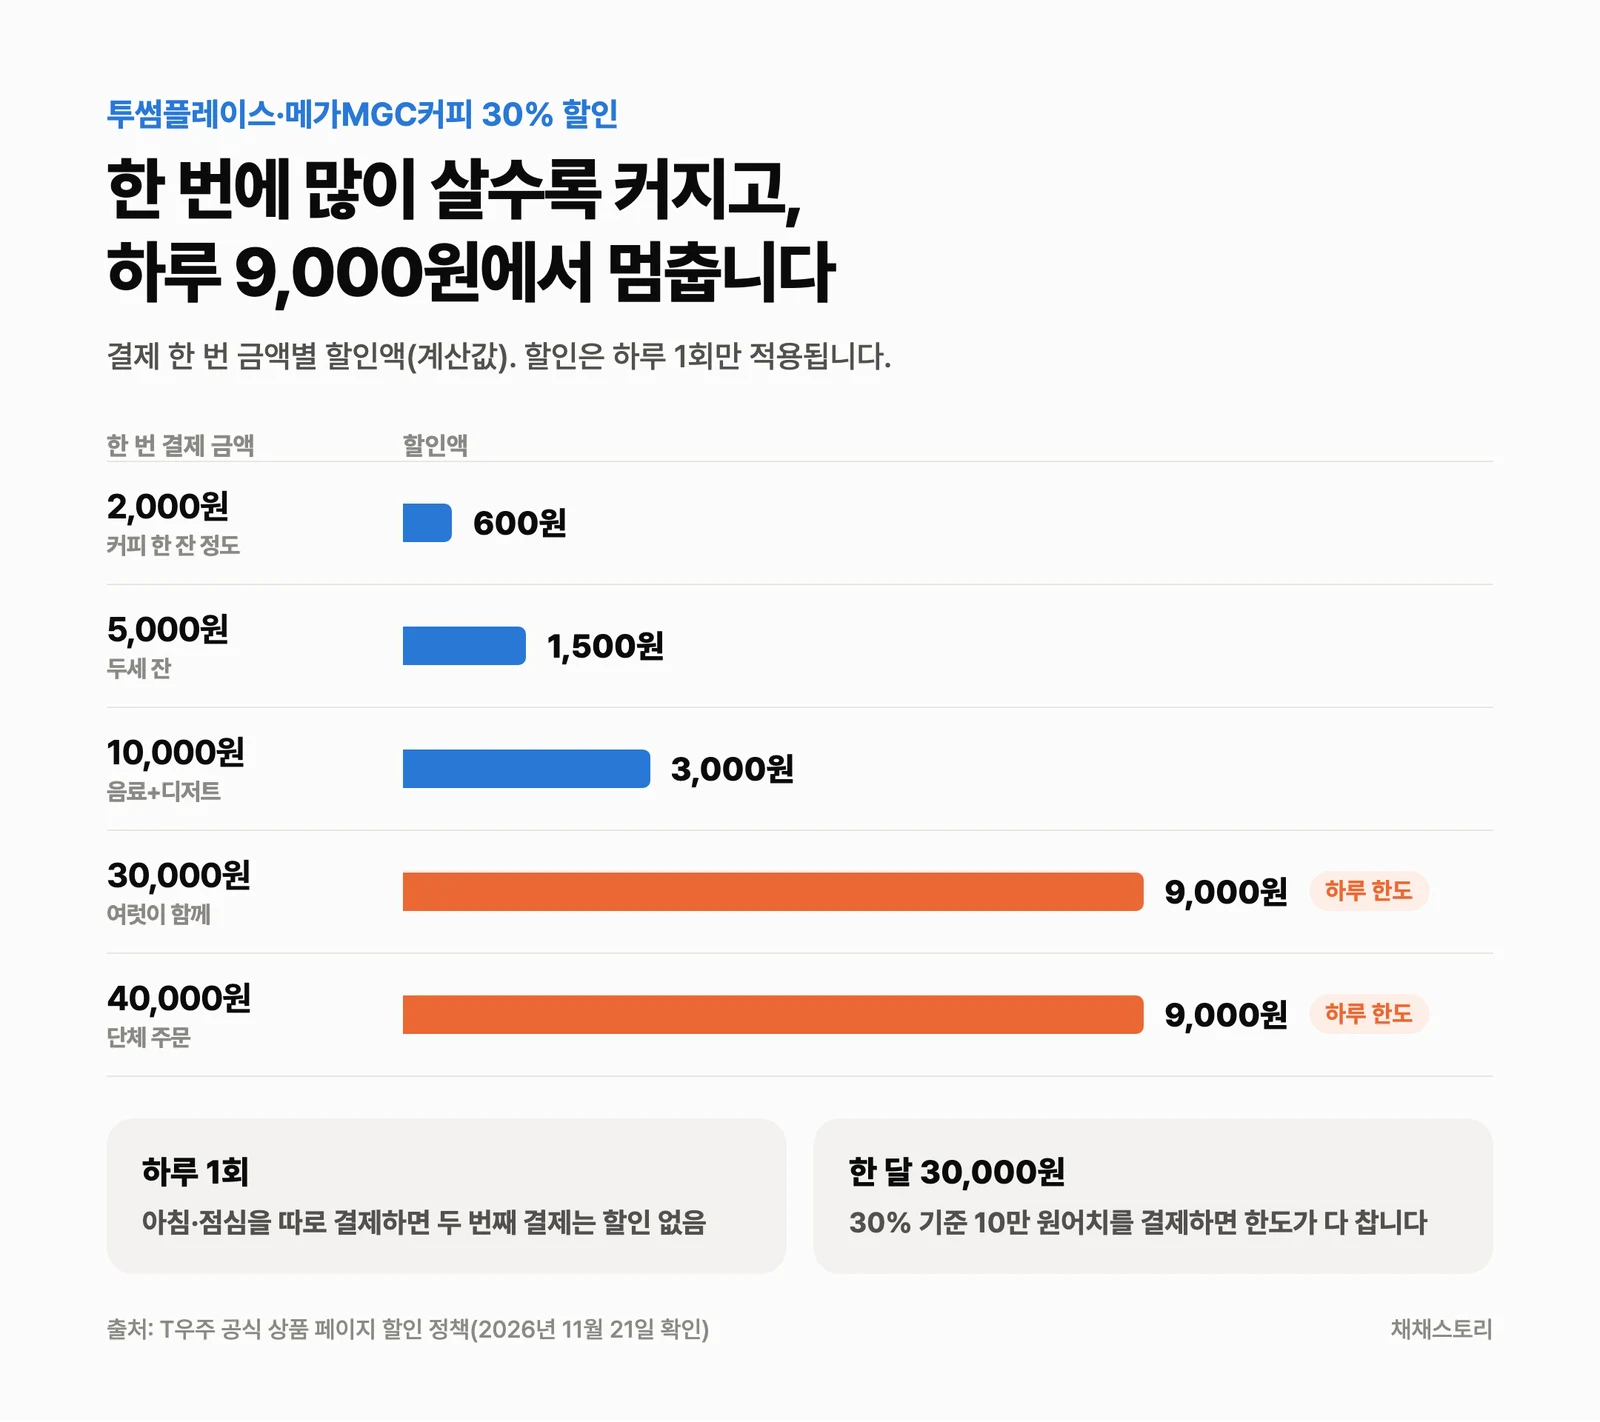 투썸플레이스·메가MGC커피 30% 할인
한 번에 많이 살수록 커지고,
하루 9,000원에서 멈춥니다
결제 한 번 금액별 할인액(계산값). 할인은 하루 1회만 적용됩니다.
한 번 결제 금액 할인액
2,000원
커피 한 잔 정도
600원
5,000원
두세 잔
1,500원
10,000원
음료+디저트
3,000원
30,000원
여럿이 함께
9,000원 하루 한도
40,000원
단체 주문
9,000원 하루 한도
하루 1회
아침·점심을 따로 결제하면 두 번째 결제는 할인 없음
한 달 30,000원
30% 기준 10만 원어치를 결제하면 한도가 다 찹니다
출처: T우주 공식 상품 페이지 할인 정책(2026년 11월 21일 확인)
채채스토리